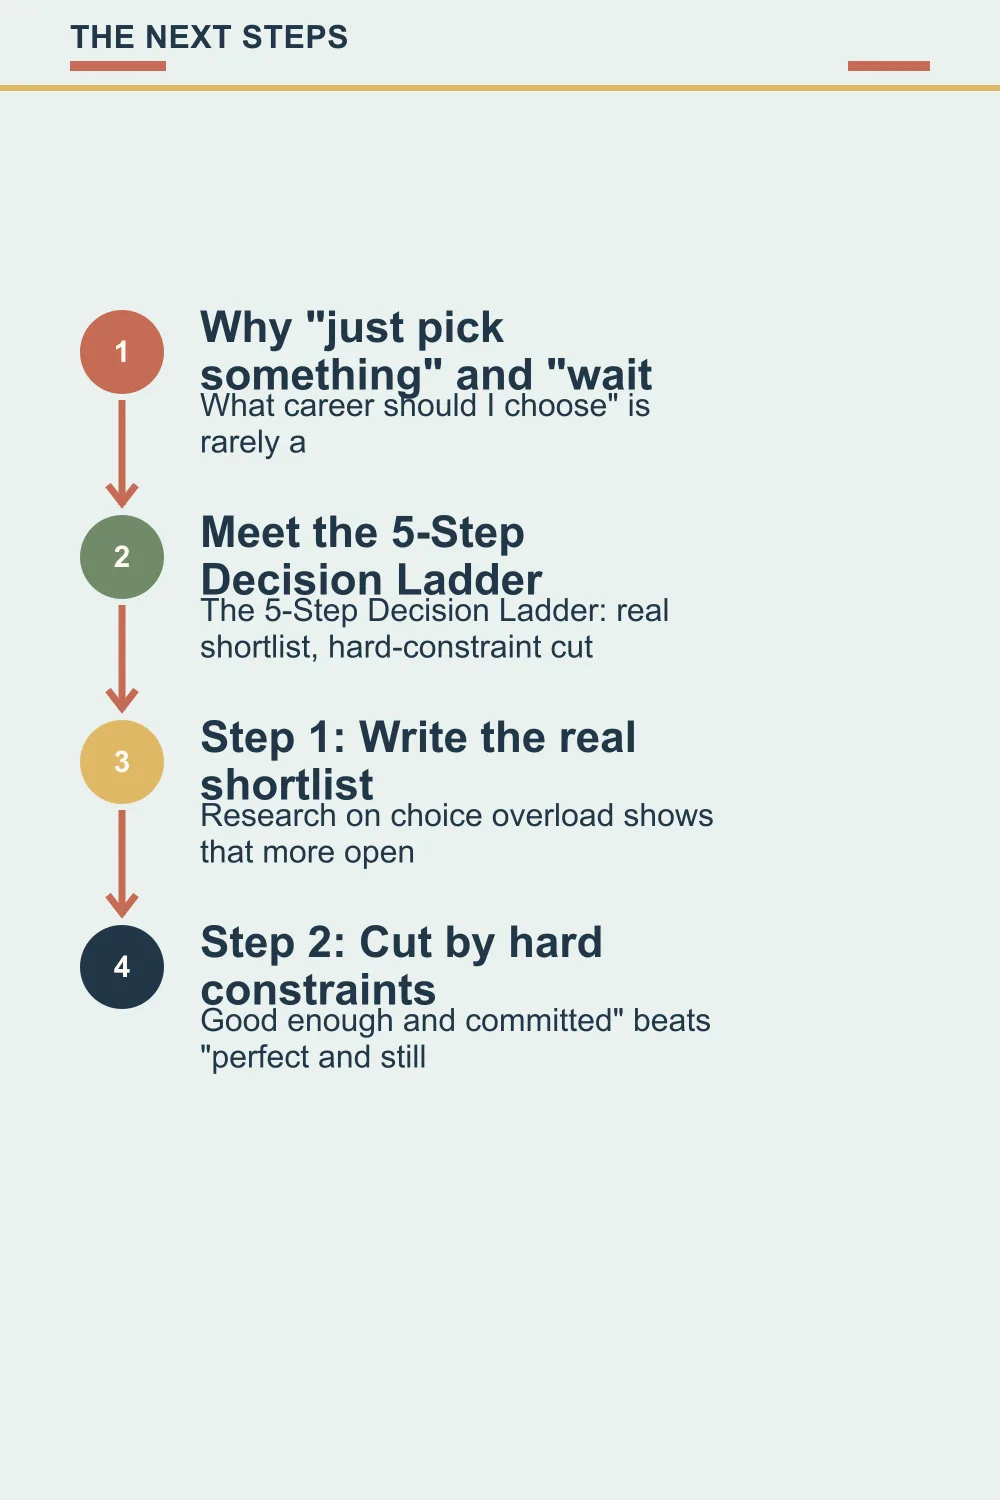 THE NEXT STEPS
1
Why "just pick
something" and "wait
What career should I choose" is
rarely a
2
Meet the 5-Step
Decision Ladder
The 5-Step Decision Ladder: real
shortlist, hard-constraint cut
3
Step 1: Write the real
shortlist
Research on choice overload shows
that more open
4
Step 2: Cut by hard
constraints
Good enough and committed" beats
"perfect and still